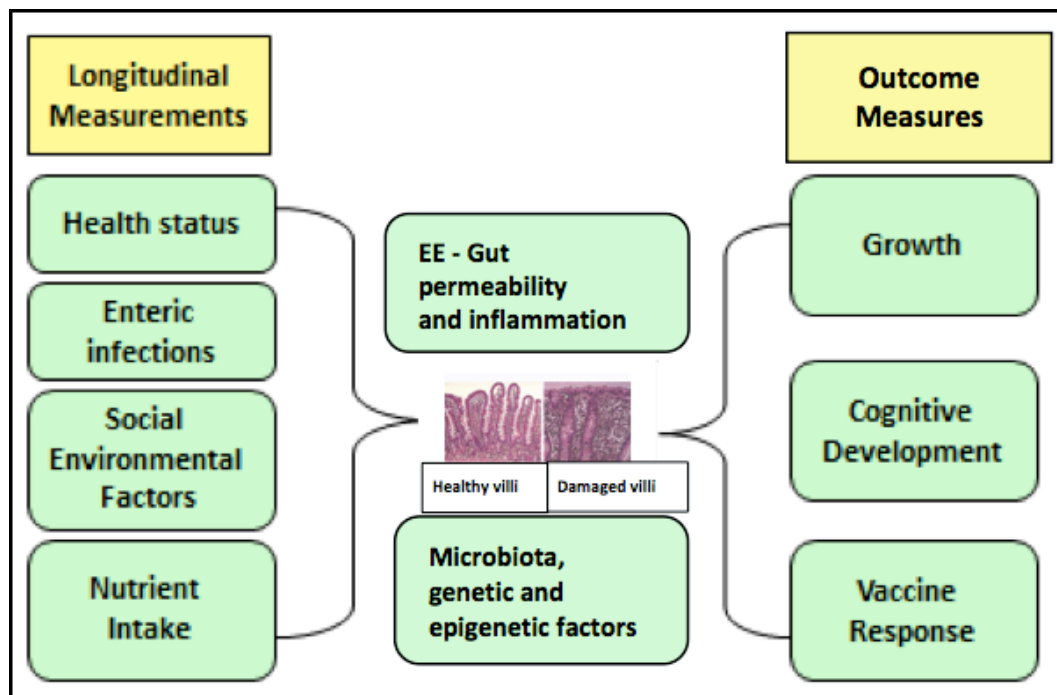 Longitudinal
Measurements
Health status
Enteric
infections
Social
Environmental
Factors
Nutrient
Intake
EE - Gut
permeability
and inflammation
Healthy villi
Damaged villi
Microbiota,
genetic and
epigenetic factors
Outcome
Measures
Growth
Cognitive
Development
Vaccine
Response